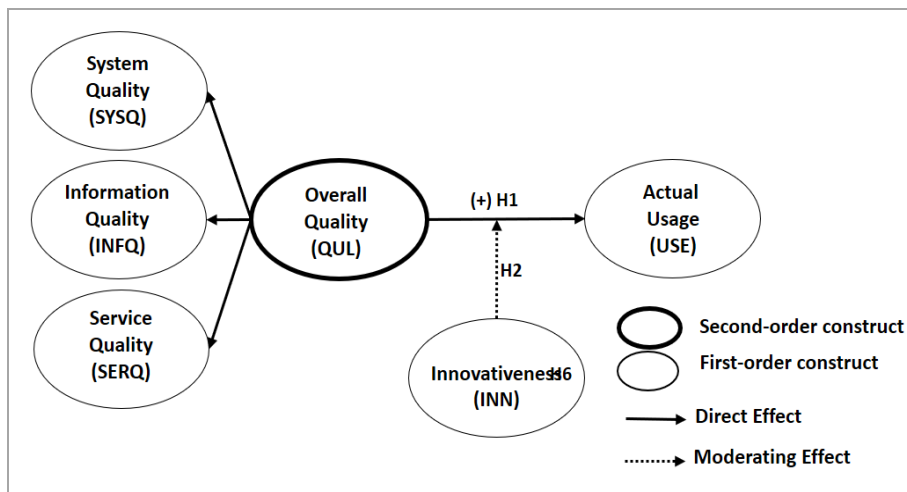 System
Quality
(SYSQ)
Information
Quality
(INFQ)
Service
Quality
(SERQ)
Overall
Quality
(QUL)
(+) H1
H2
Actual
Usage
(USE)
Innovativeness H6
(INN)
Second-order construct
First-order construct
Direct Effect
Moderating Effect